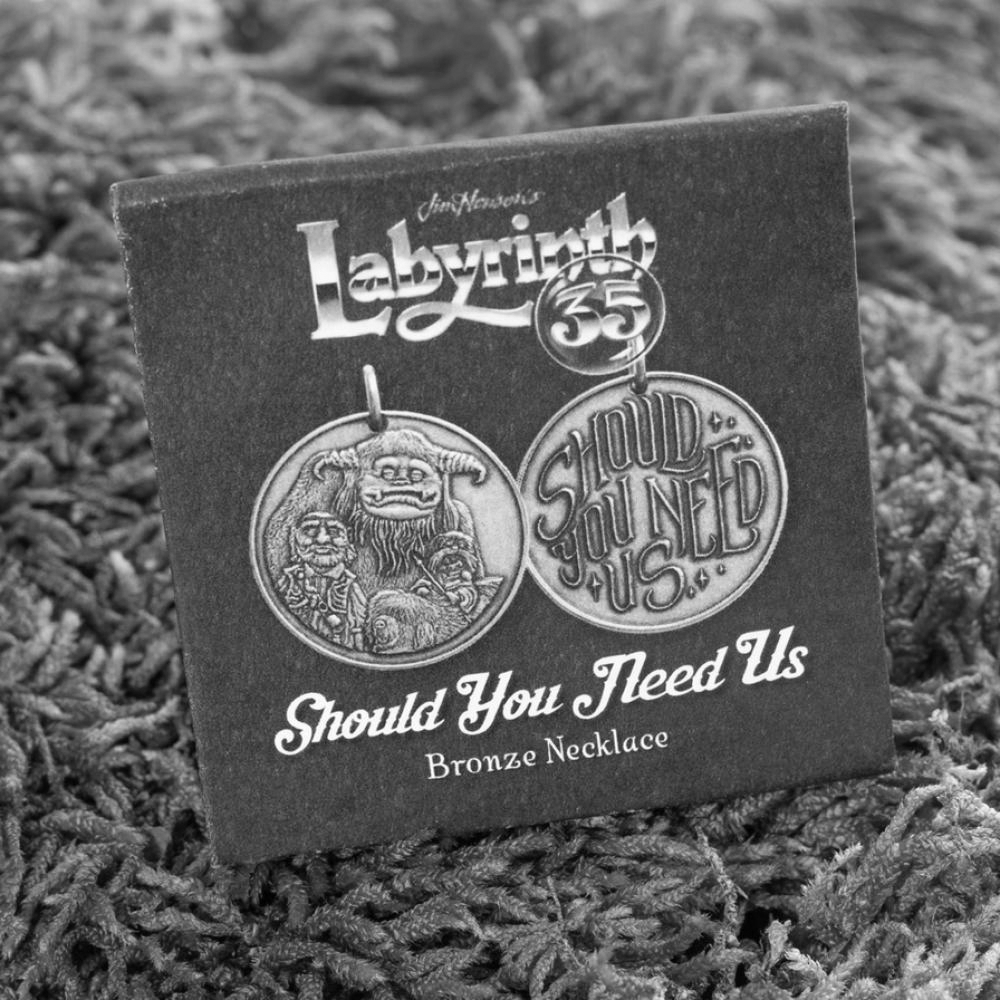 Jim Henson's
Labyrinth
35
SHOULD
YOU NEED
US.
Should You Need Us
Bronze Necklace